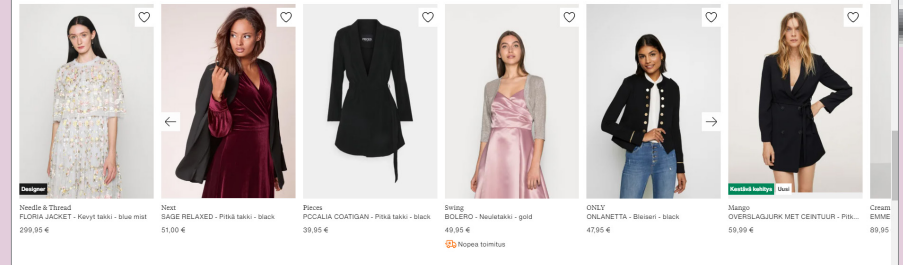 Designer
Needle & Thread
FLORIA JACKET - Kevyt takki - blue mist
299,95 €
Next
SAGE RELAXED - Pitkä takki - black
51,00 €
Pieces
PCCALIA COATIGAN - Pitkä takki - black
39,95 €
Swing
BOLERO - Neuletakki - gold
49,95 €
Nopea toimitus
ONLY
ONLANETTA - Bleiseri - black
47,95 €
Kestävä kehitys
Uusi
Mango
OVERSLAGJURK MET CEINTUUR - Pitk...
59,99 €
Cream
EMME
89,95